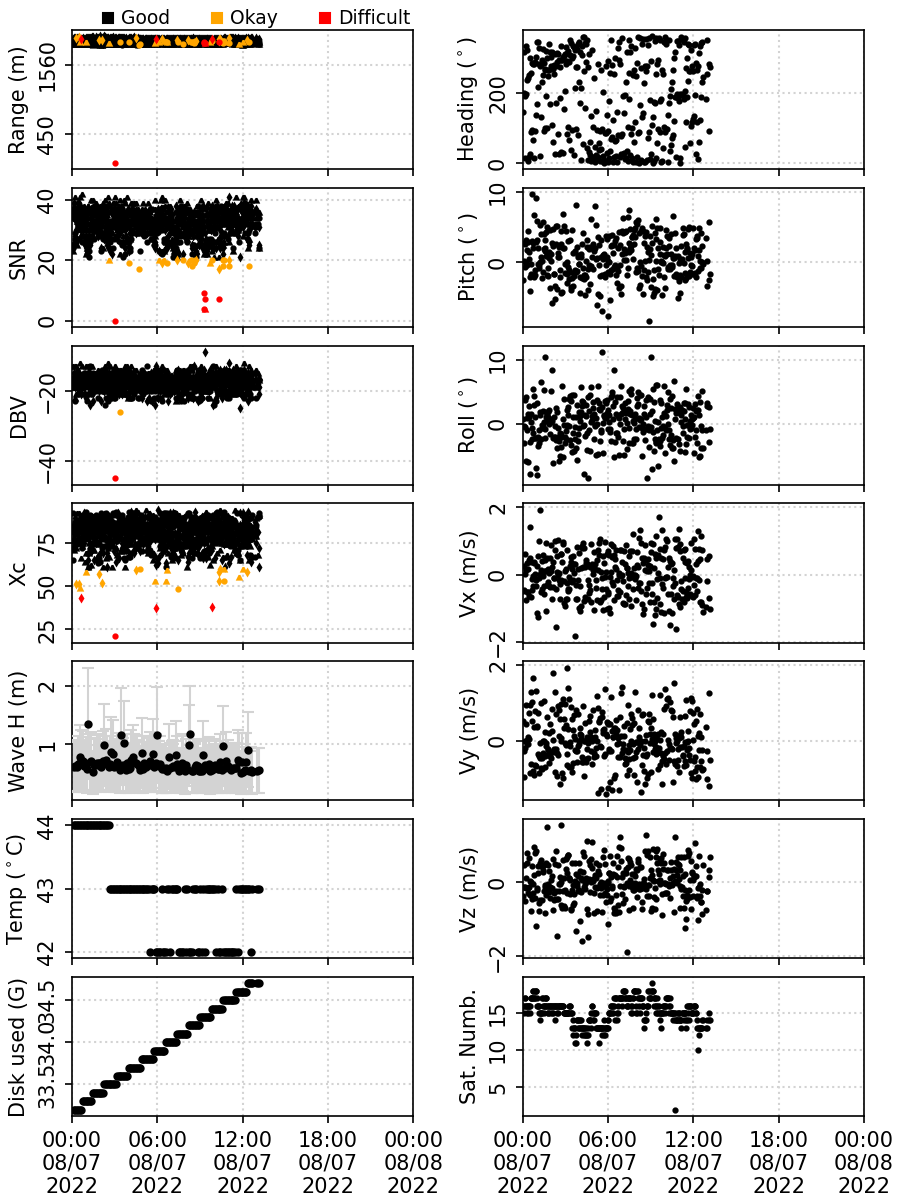 Good Okay Difficult
Range (m)
1560
450
Heading (°)
200
0
SNR
40
20
0
Pitch (°)
10
0
DBV
−20
−40
Roll (°)
10
0
Xc
75
50
25
Vx (m/s)
2
0
−2
Wave H (m)
2
1
Vy (m/s)
2
0
Temp (°C)
44
43
42
Vz (m/s)
0
−2
Disk used (G)
34.5
34.0
33.5
Sat. Numb.
15
10
5
00:00 06:00 12:00 18:00 00:00
08/07 08/07 08/07 08/07 08/08
2022 2022 2022 2022 2022
00:00 06:00 12:00 18:00 00:00
08/07 08/07 08/07 08/07 08/08
2022 2022 2022 2022 2022